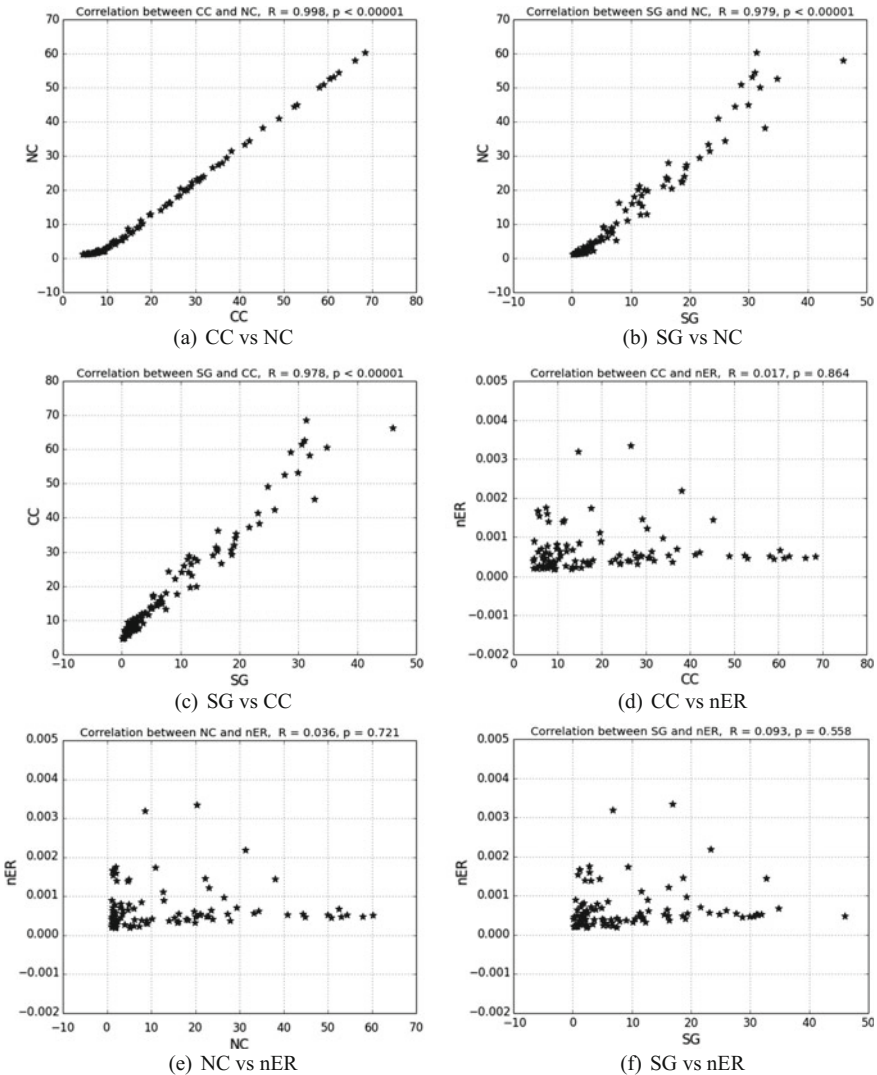 Correlation between CC and NC, R = 0.998, p < 0.00001
70
60
50
40
30
20
10
0
−10
NC
0 10 20 30 40 50 60 70 80
CC
(a) CC vs NC
Correlation between SG and NC, R = 0.979, p < 0.00001
70
60
50
40
30
20
10
0
−10
NC
−10 0 10 20 30 40 50
SG
(b) SG vs NC
Correlation between SG and CC, R = 0.978, p < 0.00001
80
70
60
50
40
30
20
10
0
CC
−10 0 10 20 30 40 50
SG
(c) SG vs CC
Correlation between CC and nER, R = 0.017, p = 0.864
0.005
0.004
0.003
0.002
0.001
0.000
−0.001
−0.002
nER
0 10 20 30 40 50 60 70 80
CC
(d) CC vs nER
Correlation between NC and nER, R = 0.036, p = 0.721
0.005
0.004
0.003
0.002
0.001
0.000
−0.001
−0.002
nER
0 10 20 30 40 50 60 70
NC
(e) NC vs nER
Correlation between SG and nER, R = 0.093, p = 0.558
0.005
0.004
0.003
0.002
0.001
0.000
−0.001
−0.002
nER
−10 0 10 20 30 40 50
SG
(f) SG vs nER